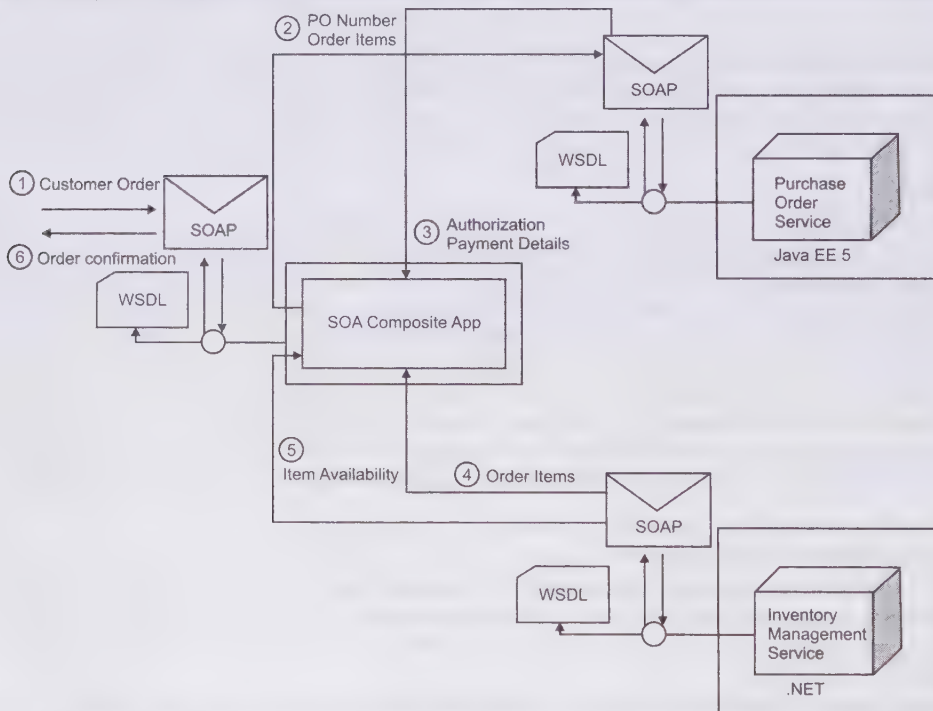 ② PO Number
Order Items
SOAP
WSDL
Purchase
Order
Service
Java EE 5
① Customer Order
SOAP
③ Authorization
Payment Details
⑥ Order confirmation
WSDL
SOA Composite App
⑤
Item Availability
④ Order Items
SOAP
WSDL
Inventory
Management
Service
.NET